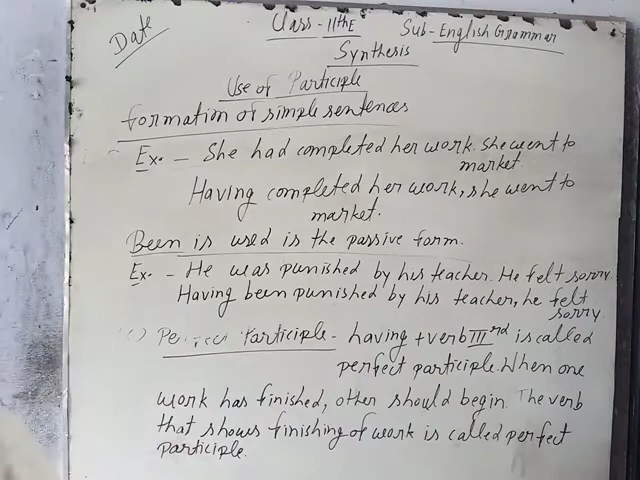 Date
Class - 11thE
Sub - English Grammar
Synthesis
Use of Participle
Formation of simple sentences
Ex. - She had completed her work. She went to
market.
Having completed her work, she went to
market.
Been is used is the passive form.
Ex. - He was punished by his teacher. He felt sorry.
Having been punished by his teacher, he felt
sorry.
Perfect Participle - having + verb IIIrd is called
perfect participle. When one
work has finished, other should begin. The verb
that shows finishing of work is called perfect
participle.